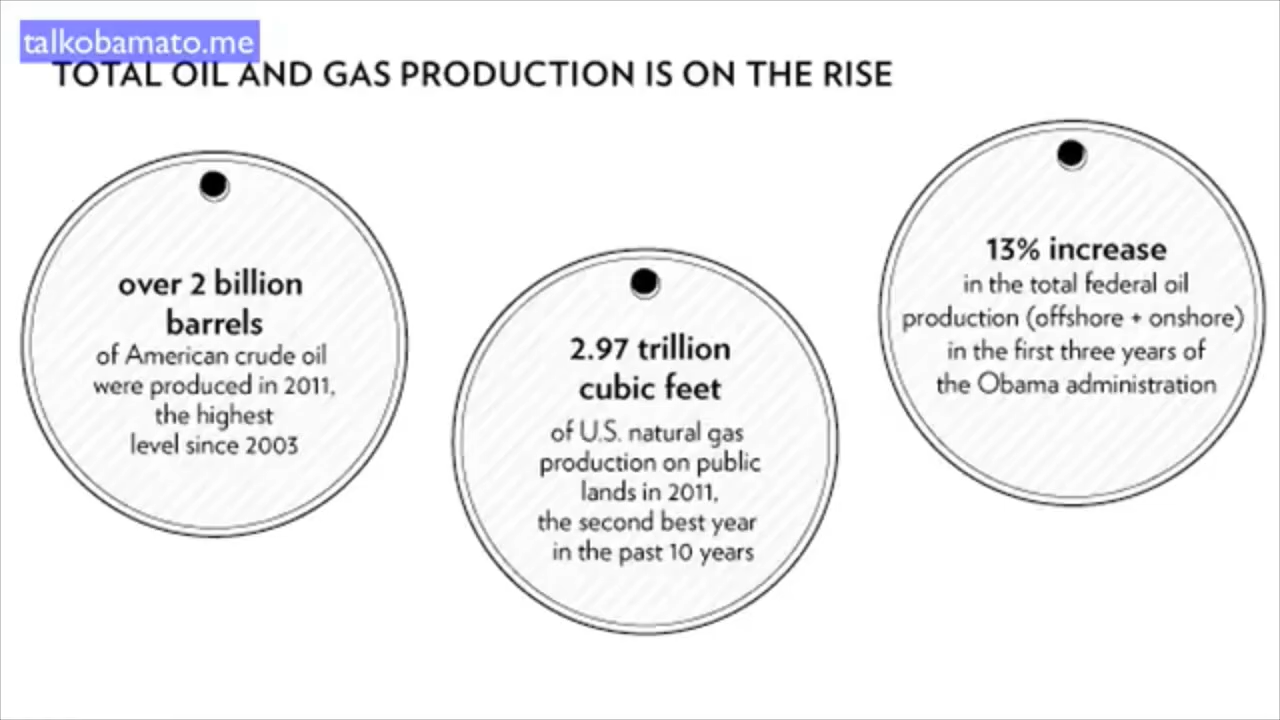 talkobamato.me
TOTAL OIL AND GAS PRODUCTION IS ON THE RISE
over 2 billion
barrels
of American crude oil
were produced in 2011,
the highest
level since 2003
2.97 trillion
cubic feet
of U.S. natural gas
production on public
lands in 2011,
the second best year
in the past 10 years
13% increase
in the total federal oil
production (offshore + onshore)
in the first three years of
the Obama administration